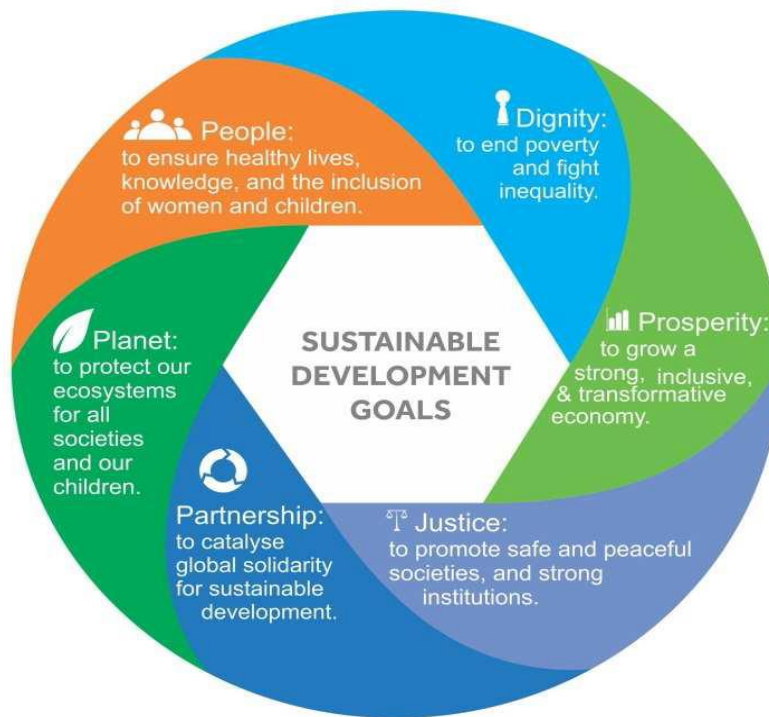 People:
to ensure healthy lives,
knowledge, and the inclusion
of women and children.
Dignity:
to end poverty
and fight
inequality.
Prosperity:
to grow a
strong, inclusive,
& transformative
economy.
Justice:
to promote safe and peaceful
societies, and strong
institutions.
Partnership:
to catalyse
global solidarity
for sustainable
development.
Planet:
to protect our
ecosystems
for all
societies
and our
children.
SUSTAINABLE
DEVELOPMENT
GOALS